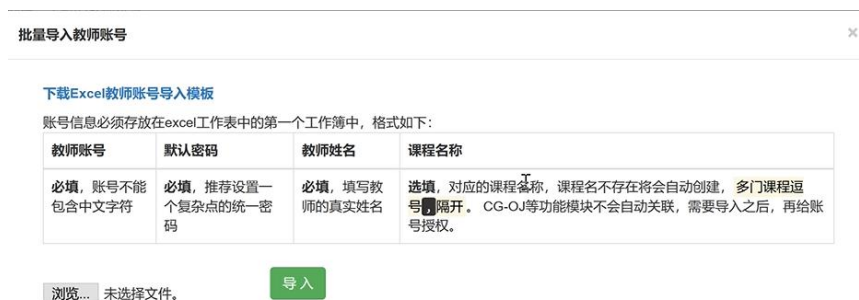 批量导入教师账号
×
下载Excel教师账号导入模板
账号信息必须存放在excel工作表中的第一个工作簿中，格式如下：
教师账号 默认密码 教师姓名 课程名称
必填，账号不能
包含中文字符
必填，推荐设置一
个复杂点的统一密
码
必填，填写教
师的真实姓名
选填，对应的课程名称，课程名不存在将会自动创建，多门课程逗
号,隔开。 CG-OJ等功能模块不会自动关联，需要导入之后，再给账
号授权。
浏览... 未选择文件。
导入